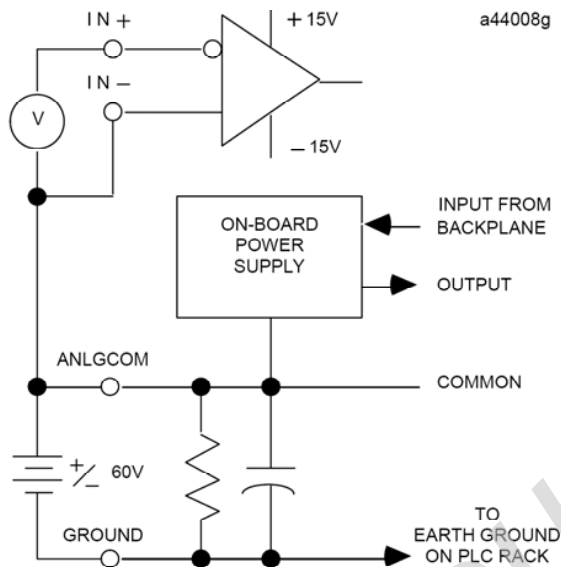 IN +
+ 15V
a44008g
IN –
V
– 15V
ON-BOARD
POWER
SUPPLY
INPUT FROM
BACKPLANE
OUTPUT
ANLGCOM
COMMON
+/– 60V
GROUND
TO
EARTH GROUND
ON PLC RACK